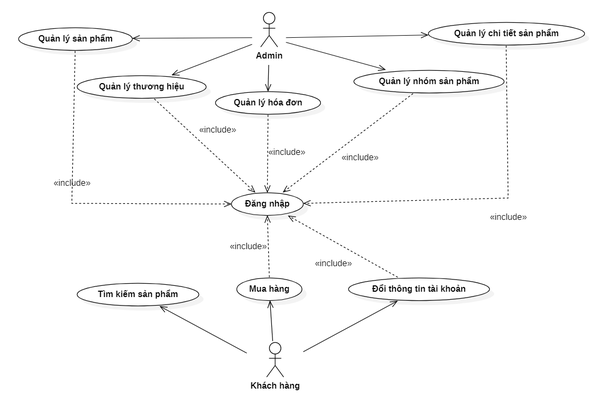 Quản lý sản phẩm
Quản lý chi tiết sản phẩm
Admin
Quản lý thương hiệu
Quản lý nhóm sản phẩm
Quản lý hóa đơn
«include»
«include»
«include»
«include»
Đăng nhập
«include»
«include»
«include»
Tìm kiếm sản phẩm
Mua hàng
Đổi thông tin tài khoản
Khách hàng